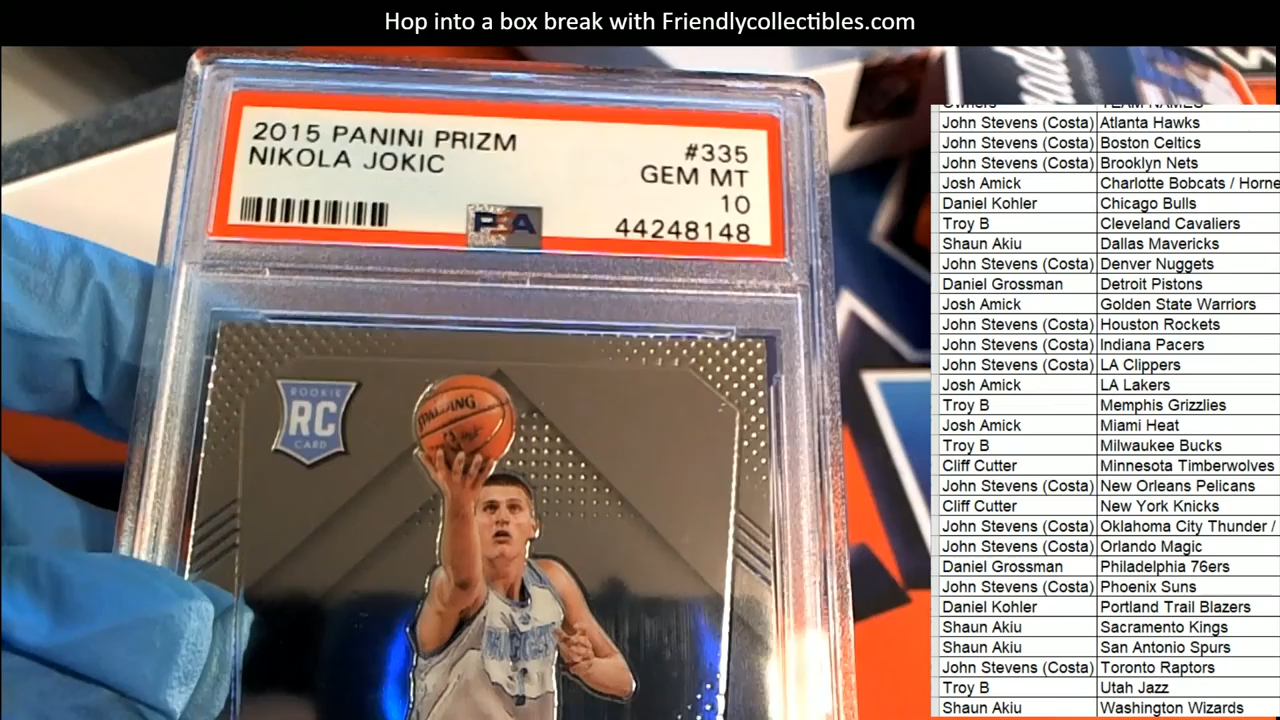 Hop into a box break with Friendlycollectibles.com
2015 PANINI PRIZM
NIKOLA JOKIC
#335
GEM MT
10
44248148
PSA
ROOKIE
RC
CARD
SPALDING
Owners TEAM NAMES
John Stevens (Costa) Atlanta Hawks
John Stevens (Costa) Boston Celtics
John Stevens (Costa) Brooklyn Nets
Josh Amick Charlotte Bobcats / Horne
Daniel Kohler Chicago Bulls
Troy B Cleveland Cavaliers
Shaun Akiu Dallas Mavericks
John Stevens (Costa) Denver Nuggets
Daniel Grossman Detroit Pistons
Josh Amick Golden State Warriors
John Stevens (Costa) Houston Rockets
John Stevens (Costa) Indiana Pacers
John Stevens (Costa) LA Clippers
Josh Amick LA Lakers
Troy B Memphis Grizzlies
Josh Amick Miami Heat
Troy B Milwaukee Bucks
Cliff Cutter Minnesota Timberwolves
John Stevens (Costa) New Orleans Pelicans
Cliff Cutter New York Knicks
John Stevens (Costa) Oklahoma City Thunder /
John Stevens (Costa) Orlando Magic
Daniel Grossman Philadelphia 76ers
John Stevens (Costa) Phoenix Suns
Daniel Kohler Portland Trail Blazers
Shaun Akiu Sacramento Kings
Shaun Akiu San Antonio Spurs
John Stevens (Costa) Toronto Raptors
Troy B Utah Jazz
Shaun Akiu Washington Wizards